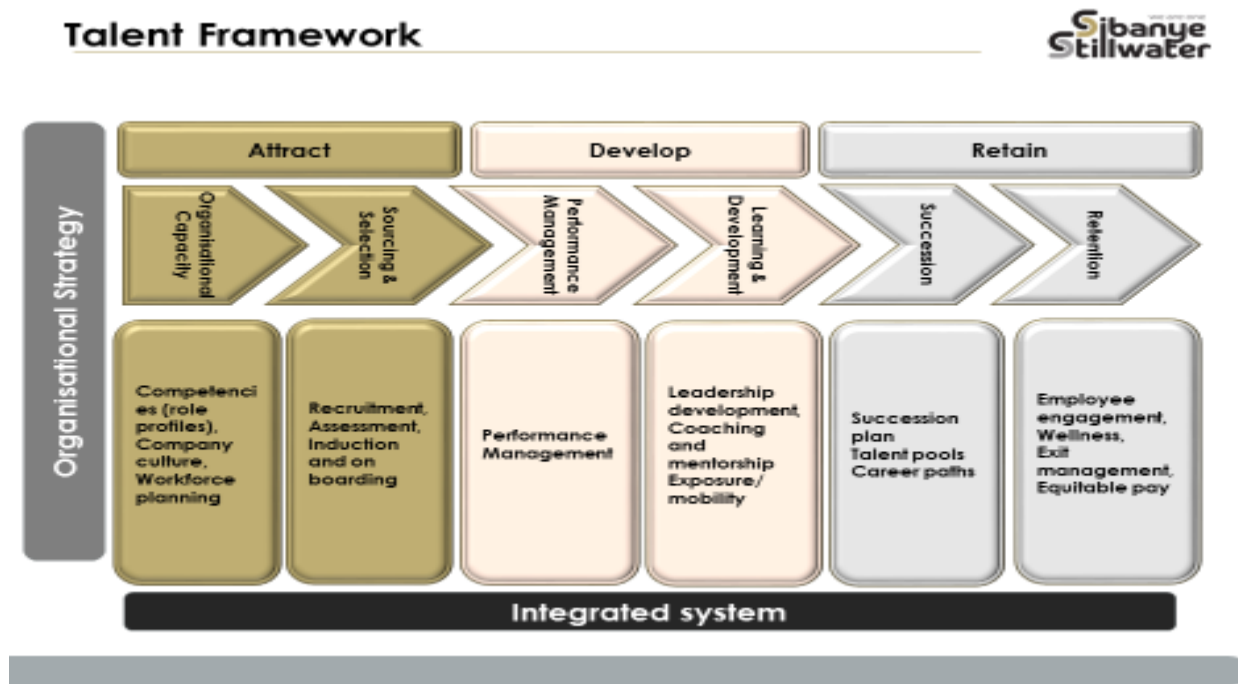 Talent Framework
WE ARE ONE
Sibanye
Stillwater
Organisational Strategy
Attract
Develop
Retain
Organisational
Capacity
Sourcing &
Selection
Performance
Management
Learning &
Development
Succession
Retention
Competenci
es (role
profiles),
Company
culture,
Workforce
planning
Recruitment,
Assessment,
Induction
and on
boarding
Performance
Management
Leadership
development,
Coaching
and
mentorship
Exposure/
mobility
Succession
plan
Talent pools
Career paths
Employee
engagement,
Wellness,
Exit
management,
Equitable pay
Integrated system